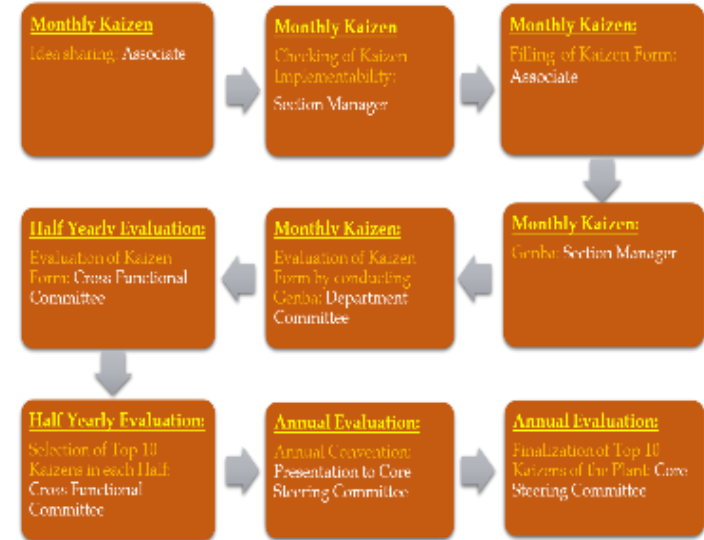 Monthly Kaizen
Idea sharing: Associate
Monthly Kaizen
Checking of Kaizen
Implementability:
Section Manager
Monthly Kaizen:
Filling of Kaizen Form:
Associate
Monthly Kaizen:
Genba: Section Manager
Monthly Kaizen:
Evaluation of Kaizen
Form by conducting
Genba: Department
Committee
Half Yearly Evaluation:
Evaluation of Kaizen
Form: Cross Functional
Committee
Half Yearly Evaluation:
Selection of Top 10
Kaizens in each Half:
Cross Functional
Committee
Annual Evaluation:
Annual Convention:
Presentation to Core
Steering Committee
Annual Evaluation:
Finalization of Top 10
Kaizens of the Plant: Core
Steering Committee